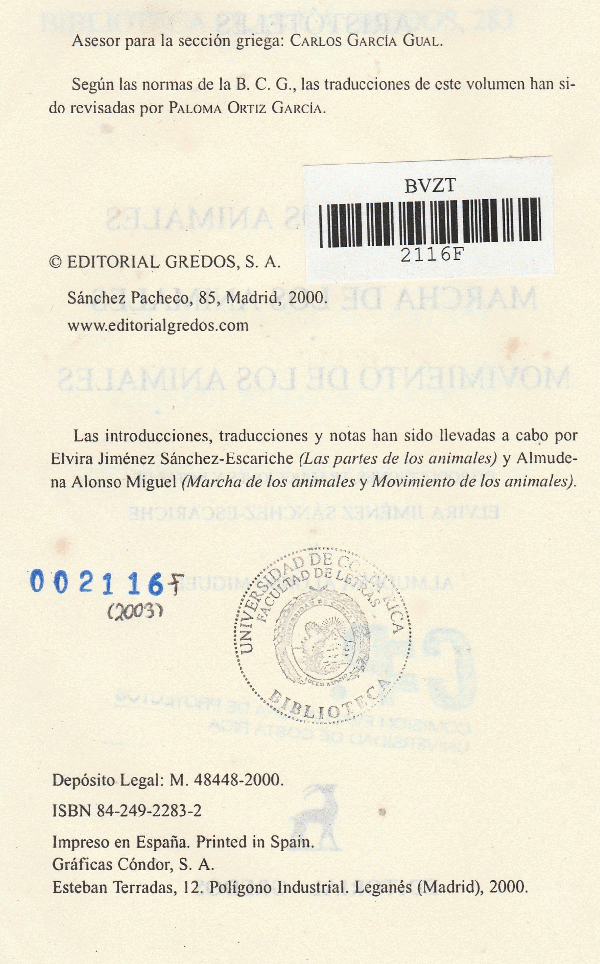 Asesor para la sección griega: CARLOS GARCÍA GUAL.
Según las normas de la B. C. G., las traducciones de este volumen han si-
do revisadas por PALOMA ORTIZ GARCÍA.
BVZT
2116F
© EDITORIAL GREDOS, S. A.
Sánchez Pacheco, 85, Madrid, 2000.
www.editorialgredos.com
Las introducciones, traducciones y notas han sido llevadas a cabo por
Elvira Jiménez Sánchez-Escariche (Las partes de los animales) y Almude-
na Alonso Miguel (Marcha de los animales y Movimiento de los animales).
002116F
(2003)
UNIVERSIDAD DE COSTA RICA
FACULTAD DE LETRAS
BIBLIOTECA
Depósito Legal: M. 48448-2000.
ISBN 84-249-2283-2
Impreso en España. Printed in Spain.
Gráficas Cóndor, S. A.
Esteban Terradas, 12. Polígono Industrial. Leganés (Madrid), 2000.